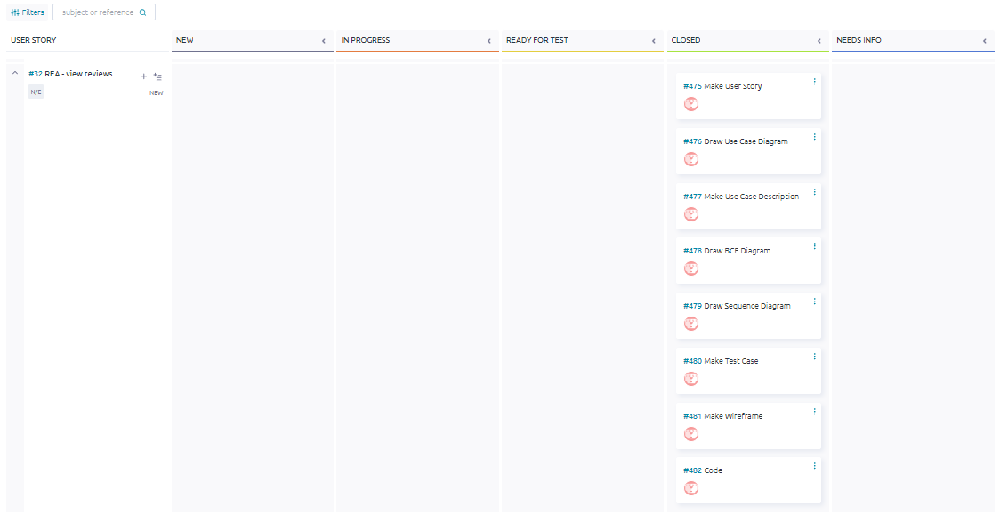 Filters
subject or reference
USER STORY
NEW
IN PROGRESS
READY FOR TEST
CLOSED
NEEDS INFO
#32 REA - view reviews
N/E
NEW
#475 Make User Story
#476 Draw Use Case Diagram
#477 Make Use Case Description
#478 Draw BCE Diagram
#479 Draw Sequence Diagram
#480 Make Test Case
#481 Make Wireframe
#482 Code